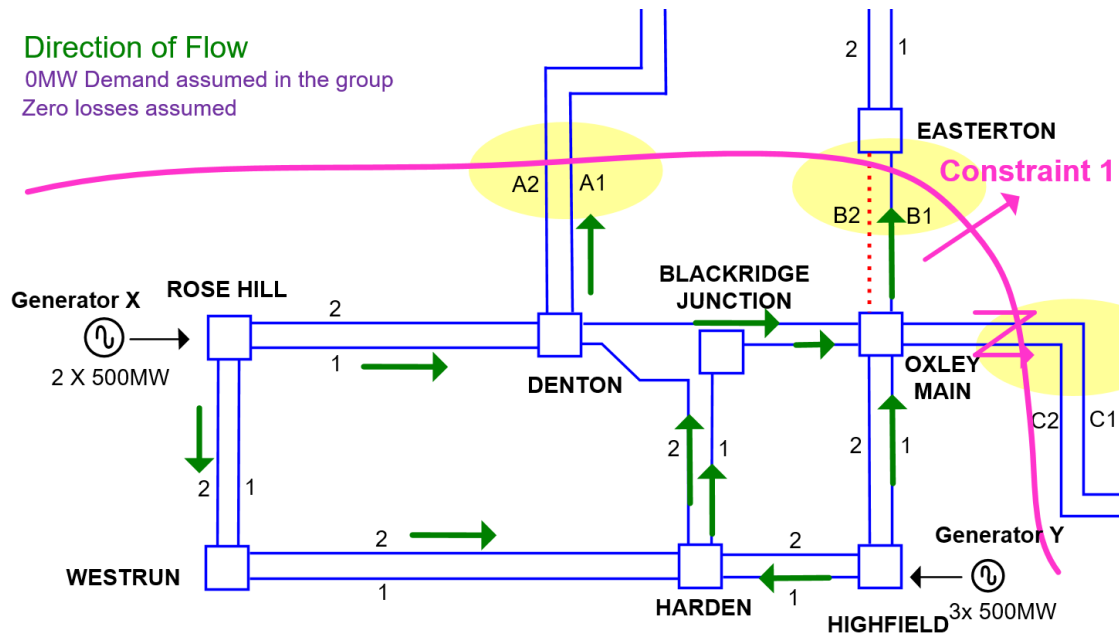 Direction of Flow
0MW Demand assumed in the group
Zero losses assumed
2
1
EASTERTON
Constraint 1
A2
A1
B2
B1
BLACKRIDGE
JUNCTION
ROSE HILL
Generator X
2 X 500MW
2
1
DENTON
OXLEY
MAIN
C2
C1
2
1
2
1
2
1
Generator Y
2
1
2
1
WESTRUN
HARDEN
HIGHFIELD
3x 500MW